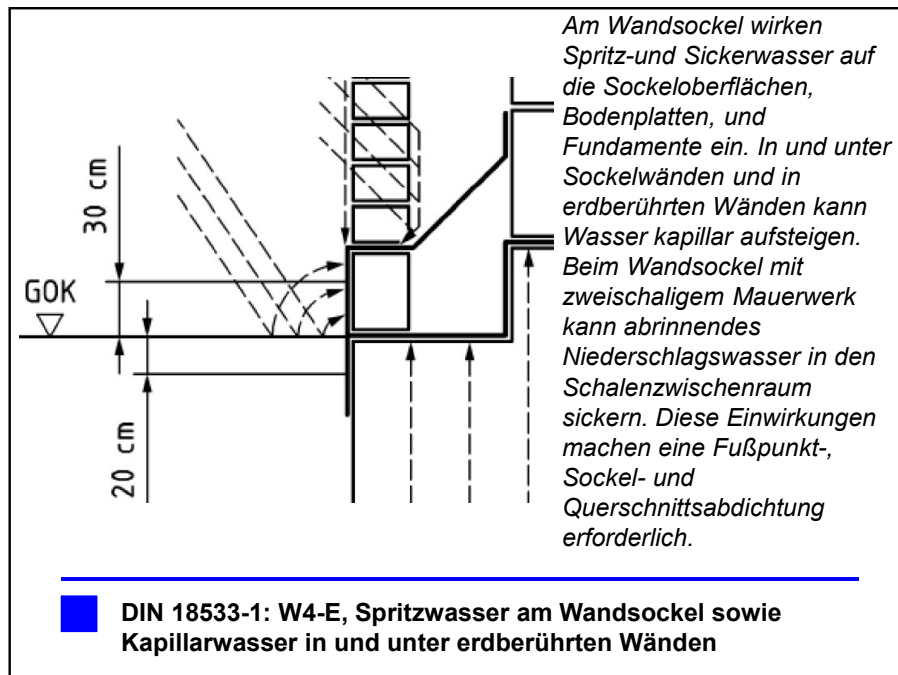 Am Wandsockel wirken
Spritz-und Sickerwasser auf
die Sockeloberflächen,
Bodenplatten, und
Fundamente ein. In und unter
Sockelwänden und in
erdberührten Wänden kann
Wasser kapillar aufsteigen.
Beim Wandsockel mit
zweischaligem Mauerwerk
kann abrinnendes
Niederschlagswasser in den
Schalenzwischenraum
sickern. Diese Einwirkungen
machen eine Fußpunkt-,
Sockel- und
Querschnittsabdichtung
erforderlich.
30 cm
GOK
20 cm
DIN 18533-1: W4-E, Spritzwasser am Wandsockel sowie
Kapillarwasser in und unter erdberührten Wänden